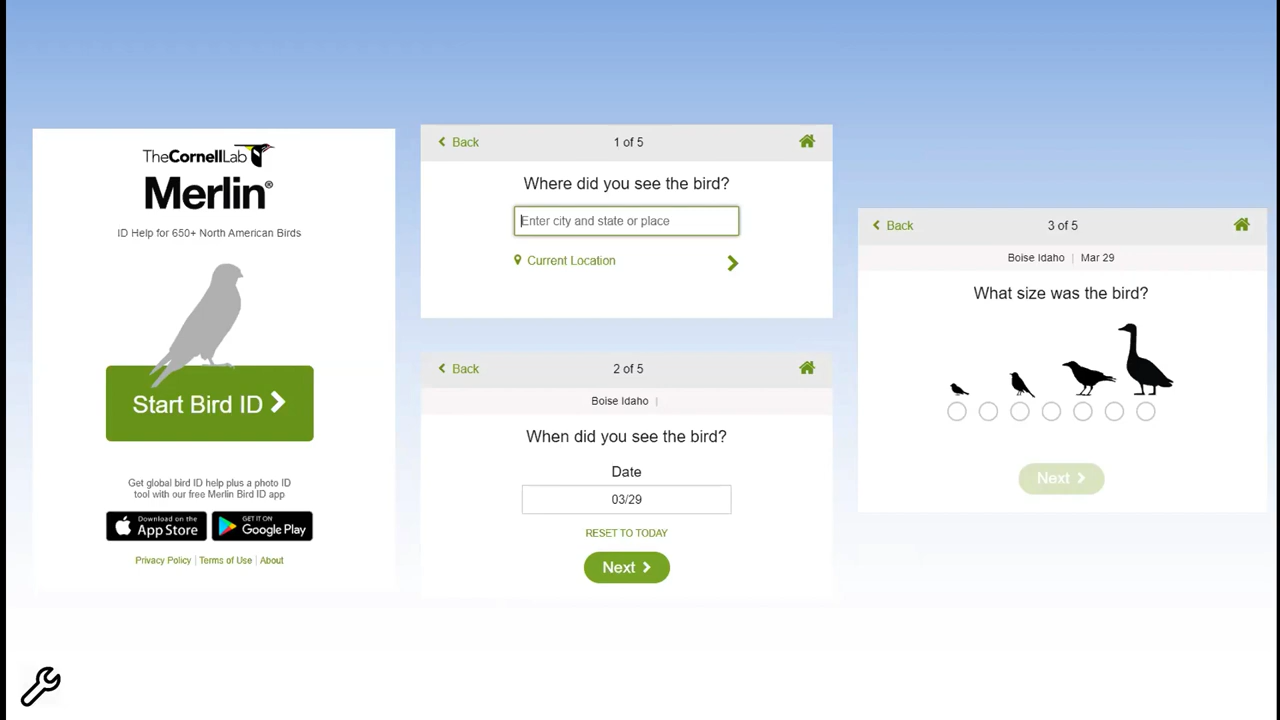 TheCornellLab
Merlin®
ID Help for 650+ North American Birds
Start Bird ID
Get global bird ID help plus a photo ID
tool with our free Merlin Bird ID app
Download on the
App Store
GET IT ON
Google Play
Privacy Policy | Terms of Use | About
Back
1 of 5
Where did you see the bird?
Enter city and state or place
Current Location
Back
2 of 5
Boise Idaho |
When did you see the bird?
Date
03/29
RESET TO TODAY
Next
Back
3 of 5
Boise Idaho | Mar 29
What size was the bird?
Next